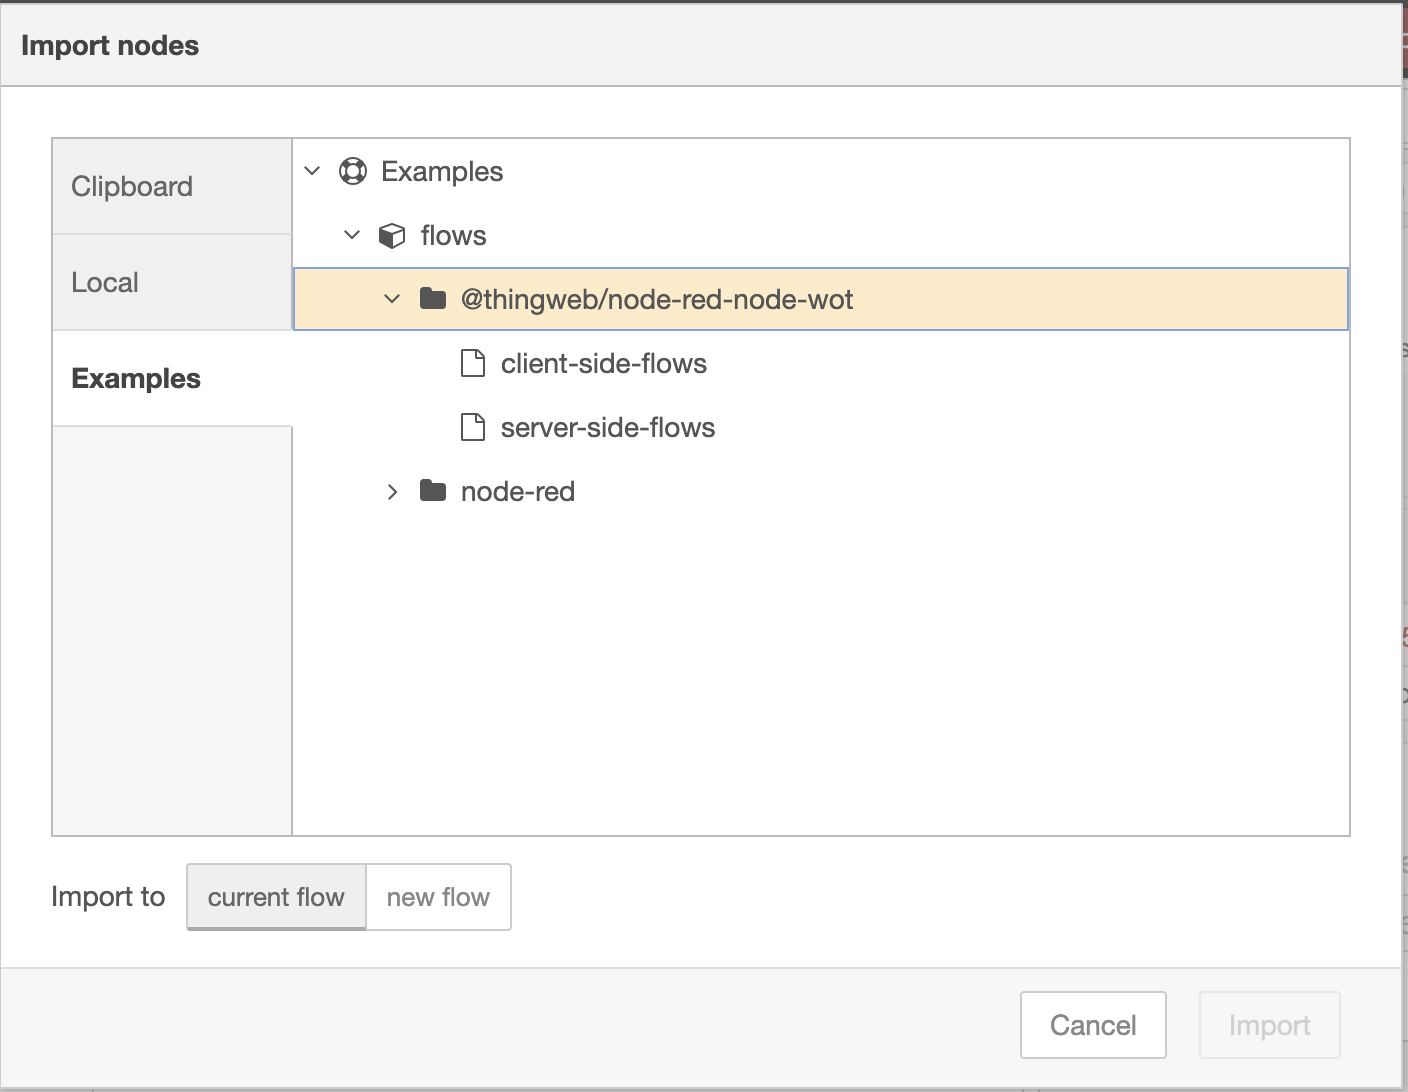 Import nodes
Clipboard
Local
Examples
Examples
flows
@thingweb/node-red-node-wot
client-side-flows
server-side-flows
node-red
Import to
current flow
new flow
Cancel
Import